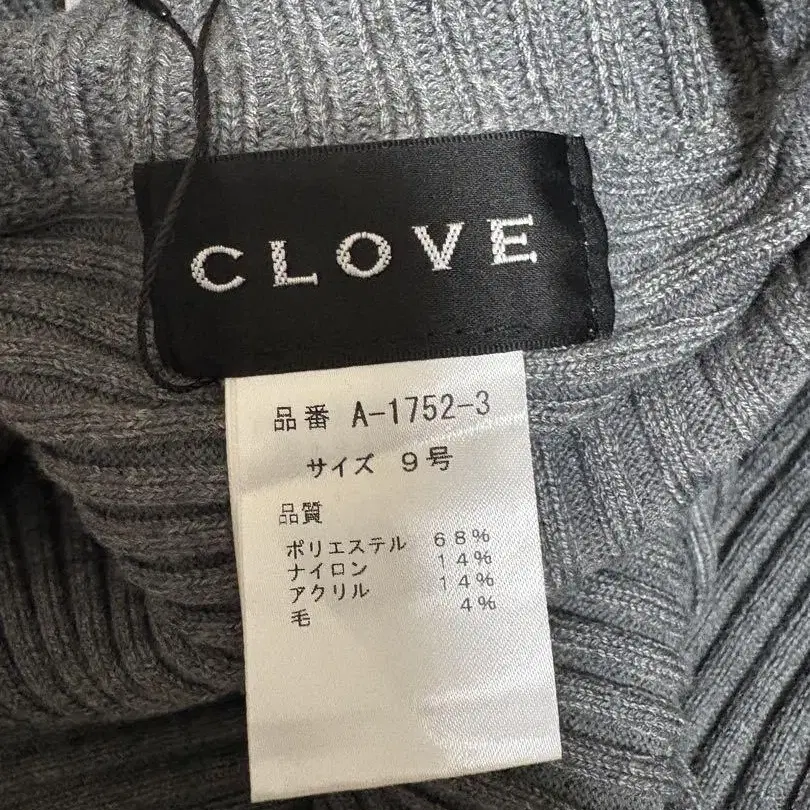 CLOVE
品番 A-1752-3
サイズ 9号
品質
ポリエステル 68%
ナイロン 14%
アクリル 14%
毛 4%